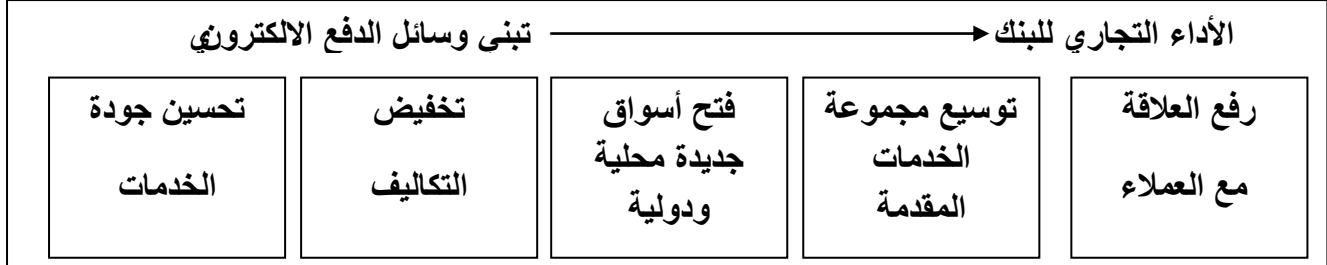 الأداء التجاري للبنك تبني وسائل الدفع الالكتروني
رفع العلاقة
مع العملاء
توسيع مجموعة
الخدمات
المقدمة
فتح أسواق
جديدة محلية
ودولية
تخفيض
التكاليف
تحسين جودة
الخدمات